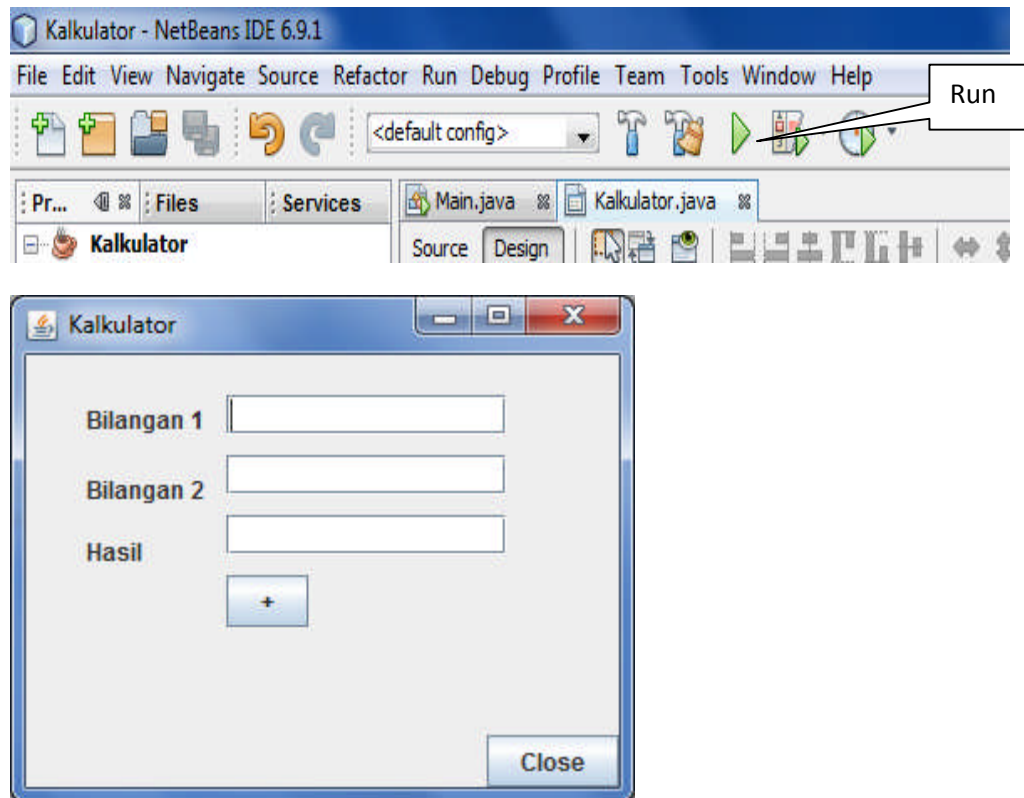 Kalkulator - NetBeans IDE 6.9.1
File Edit View Navigate Source Refactor Run Debug Profile Team Tools Window Help
Run
<default config>
Pr... Files Services Main.java Kalkulator.java
Kalkulator Source Design
Kalkulator
Bilangan 1
Bilangan 2
Hasil
+
Close